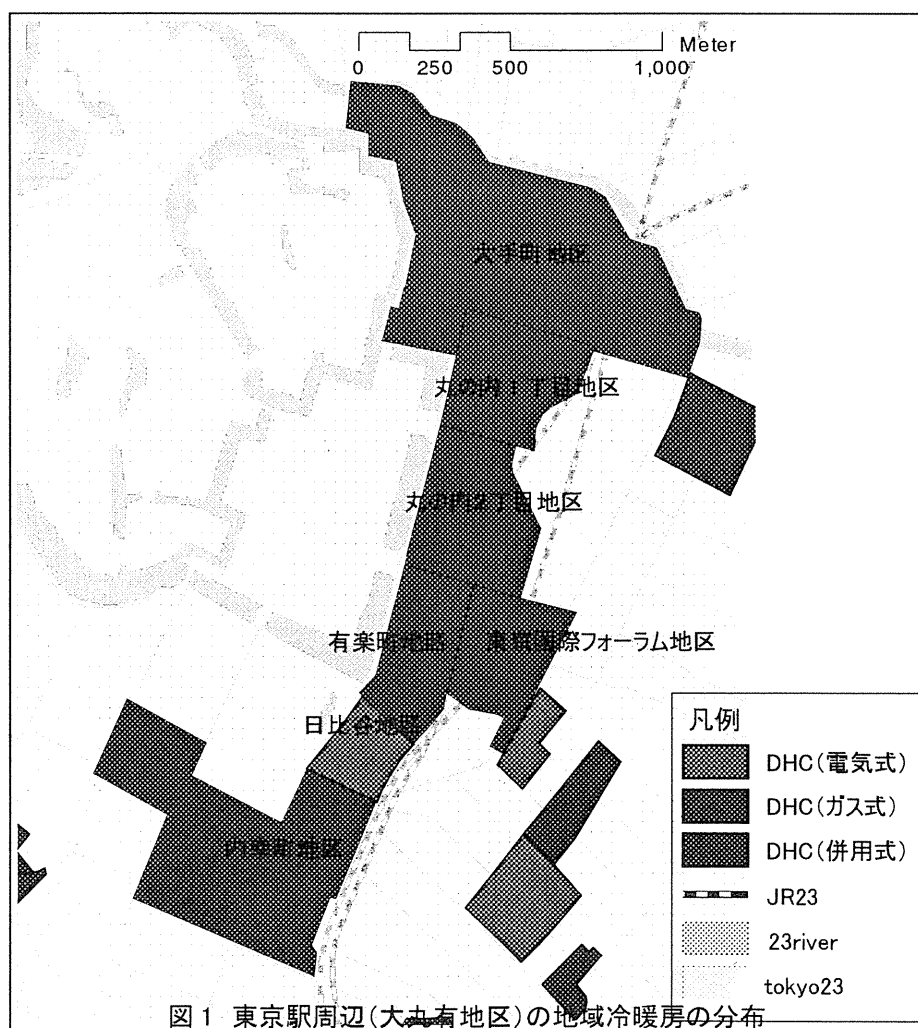 Meter
0 250 500 1,000
大手町地区
丸の内1丁目地区
丸の内2丁目地区
有楽町地区
東京国際フォーラム地区
日比谷地区
内幸町地区
凡例
DHC(電気式)
DHC(ガス式)
DHC(併用式)
JR23
23river
tokyo23
図1 東京駅周辺(大丸有地区)の地域冷暖房の分布